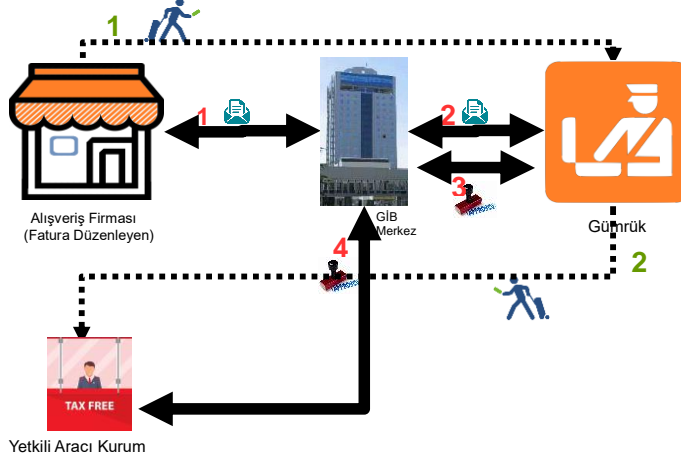 1
1
2
3
Alışveriş Firması
(Fatura Düzenleyen)
GİB
Merkez
Gümrük
4
2
TAX FREE
Yetkili Aracı Kurum